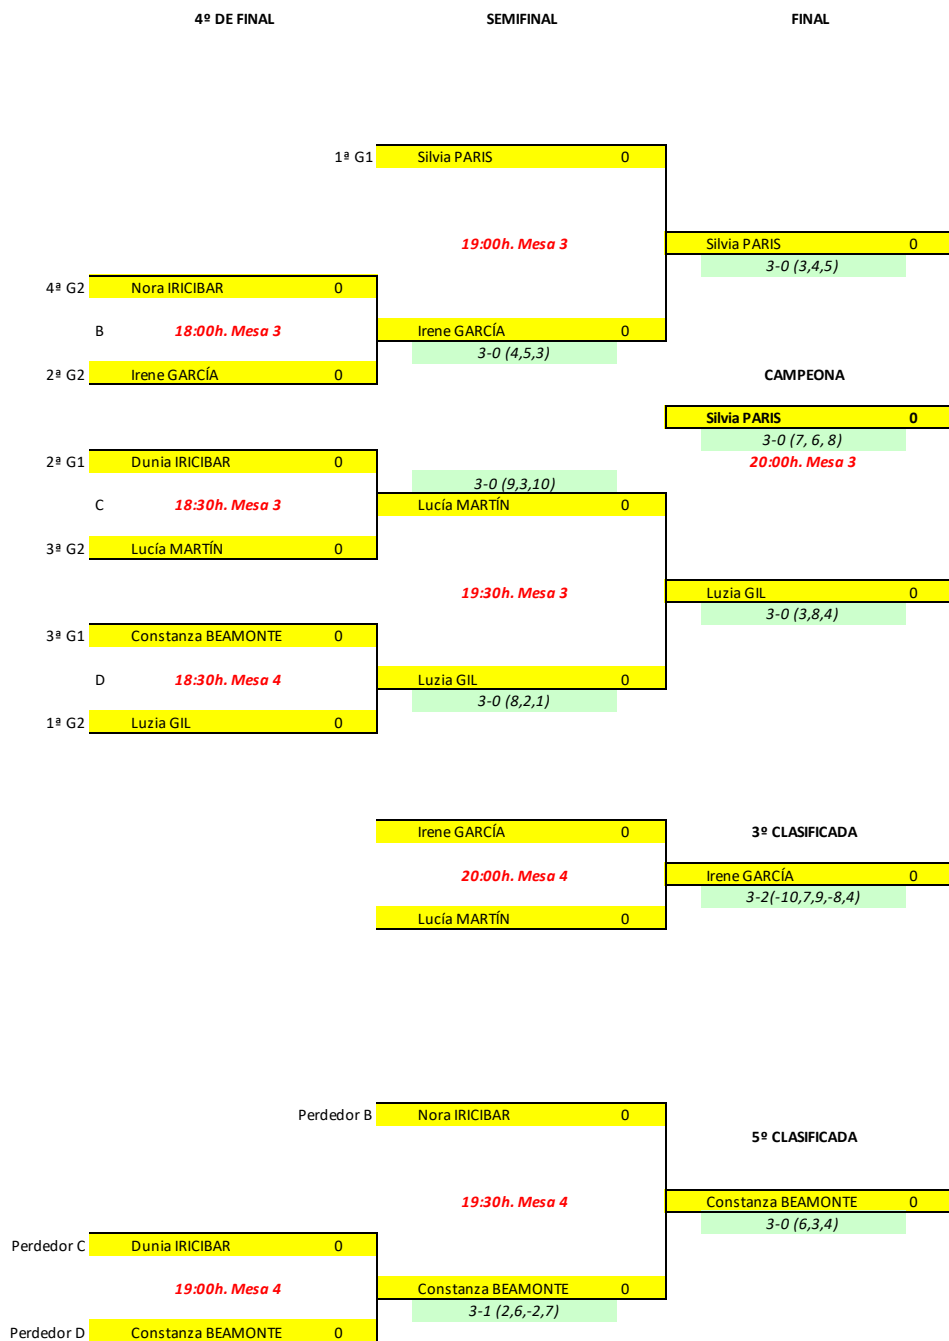 4º DE FINAL SEMIFINAL FINAL
1ª G1 Silvia PARIS 0
19:00h. Mesa 3 Silvia PARIS 0
3-0 (3,4,5)
4ª G2 Nora IRICIBAR 0
B 18:00h. Mesa 3 Irene GARCÍA 0
3-0 (4,5,3)
2ª G2 Irene GARCÍA 0 CAMPEONA
Silvia PARIS 0
3-0 (7, 6, 8)
2ª G1 Dunia IRICIBAR 0 20:00h. Mesa 3
3-0 (9,3,10)
C 18:30h. Mesa 3 Lucía MARTÍN 0
3ª G2 Lucía MARTÍN 0
19:30h. Mesa 3 Luzia GIL 0
3-0 (3,8,4)
3ª G1 Constanza BEAMONTE 0
D 18:30h. Mesa 4 Luzia GIL 0
3-0 (8,2,1)
1ª G2 Luzia GIL 0
Irene GARCÍA 0 3º CLASIFICADA
20:00h. Mesa 4 Irene GARCÍA 0
3-2(-10,7,9,-8,4)
Lucía MARTÍN 0
Perdedor B Nora IRICIBAR 0
5º CLASIFICADA
19:30h. Mesa 4 Constanza BEAMONTE 0
3-0 (6,3,4)
Perdedor C Dunia IRICIBAR 0
19:00h. Mesa 4 Constanza BEAMONTE 0
3-1 (2,6,-2,7)
Perdedor D Constanza BEAMONTE 0